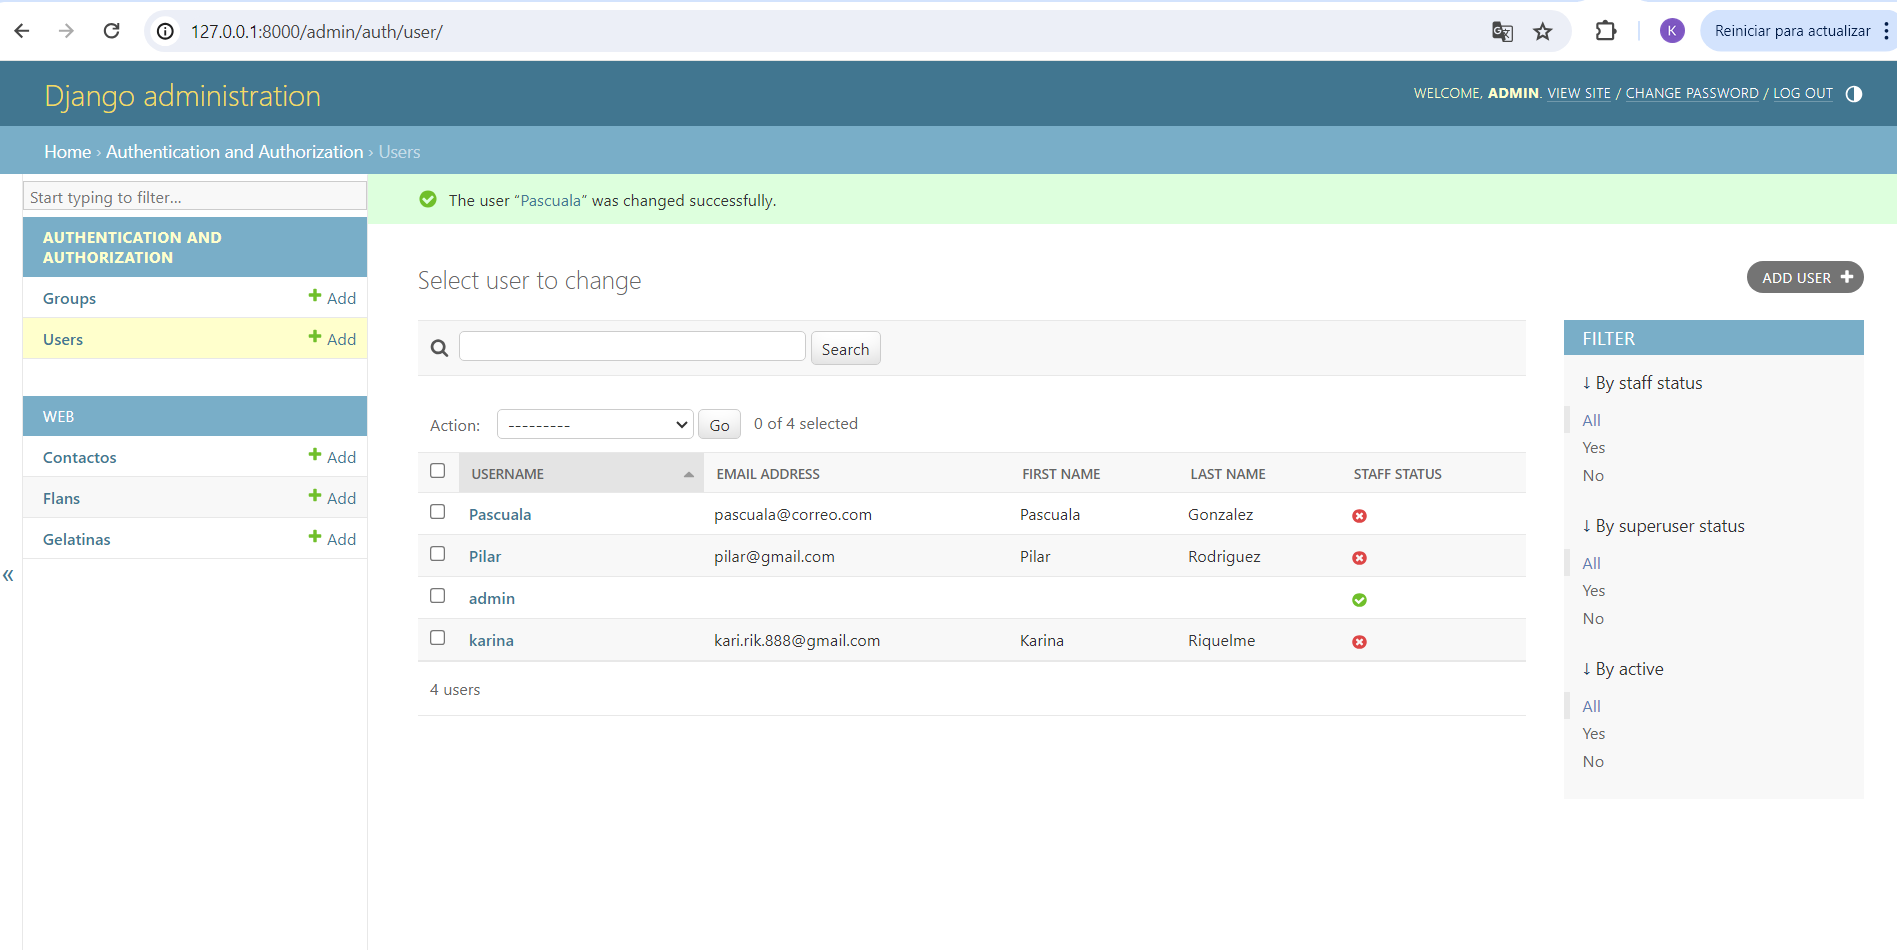 127.0.0.1:8000/admin/auth/user/
K
Reiniciar para actualizar
Django administration
WELCOME, ADMIN. VIEW SITE / CHANGE PASSWORD / LOG OUT
Home › Authentication and Authorization › Users
Start typing to filter...
The user “Pascuala” was changed successfully.
AUTHENTICATION AND
AUTHORIZATION
Groups + Add
Users + Add
WEB
Contactos + Add
Flans + Add
Gelatinas + Add
«
Select user to change
ADD USER +
Search
Action: --------- Go 0 of 4 selected
USERNAME EMAIL ADDRESS FIRST NAME LAST NAME STAFF STATUS
Pascuala pascuala@correo.com Pascuala Gonzalez
Pilar pilar@gmail.com Pilar Rodriguez
admin
karina kari.rik.888@gmail.com Karina Riquelme
4 users
FILTER
↓ By staff status
All
Yes
No
↓ By superuser status
All
Yes
No
↓ By active
All
Yes
No